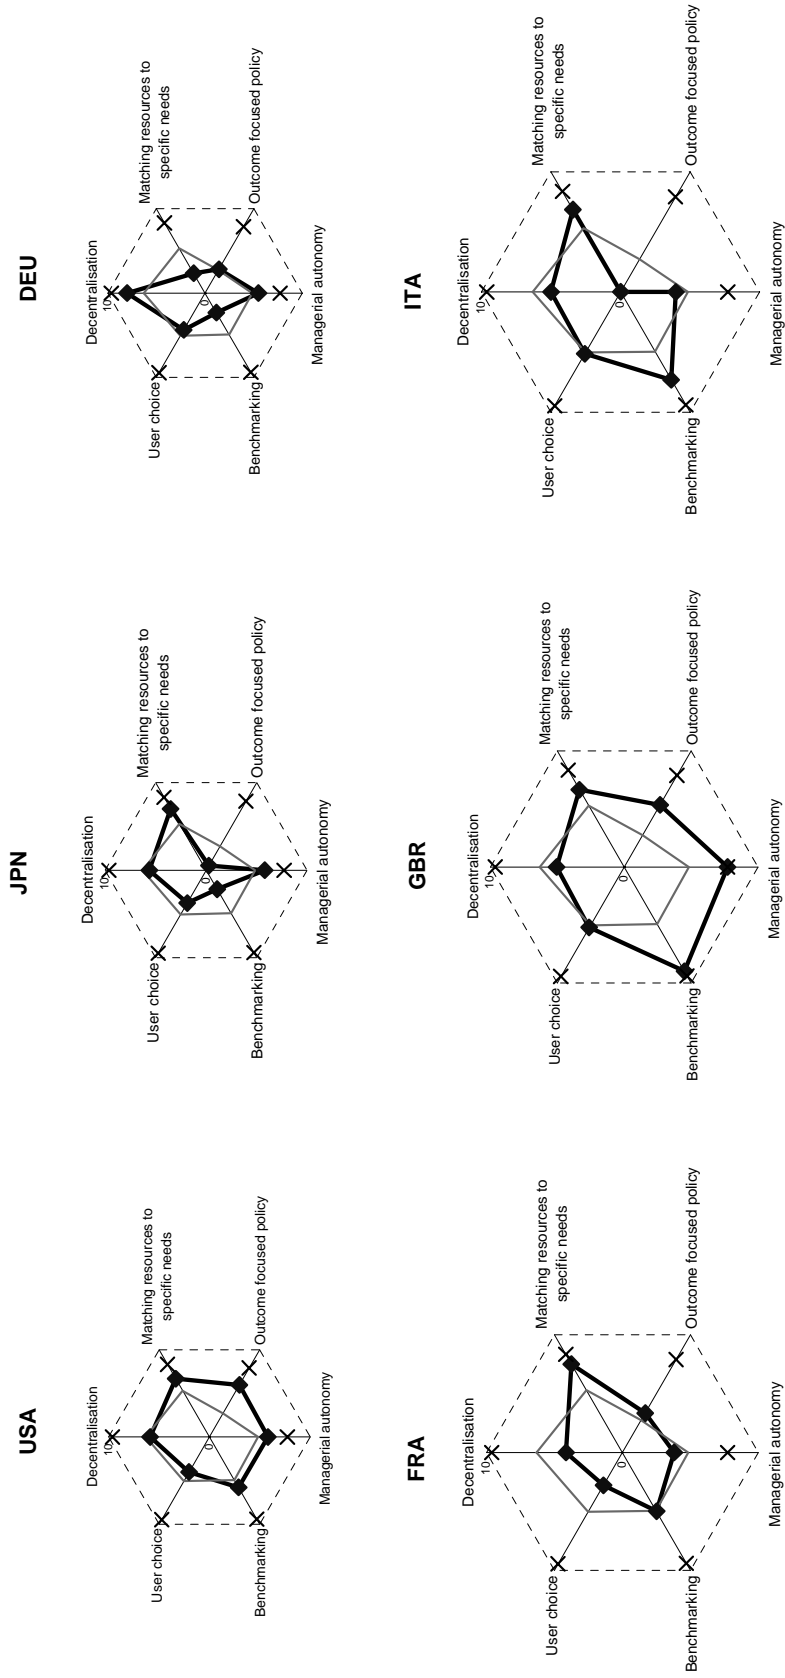 DEU
Decentralisation
10
Matching resources to
specific needs
Outcome focused policy
Managerial autonomy
Benchmarking
User choice
0
ITA
Decentralisation
10
Matching resources to
specific needs
Outcome focused policy
Managerial autonomy
Benchmarking
User choice
0
JPN
Decentralisation
10
Matching resources to
specific needs
Outcome focused policy
Managerial autonomy
Benchmarking
User choice
0
GBR
Decentralisation
10
Matching resources to
specific needs
Outcome focused policy
Managerial autonomy
Benchmarking
User choice
0
USA
Decentralisation
10
Matching resources to
specific needs
Outcome focused policy
Managerial autonomy
Benchmarking
User choice
0
FRA
Decentralisation
10
Matching resources to
specific needs
Outcome focused policy
Managerial autonomy
Benchmarking
User choice
0